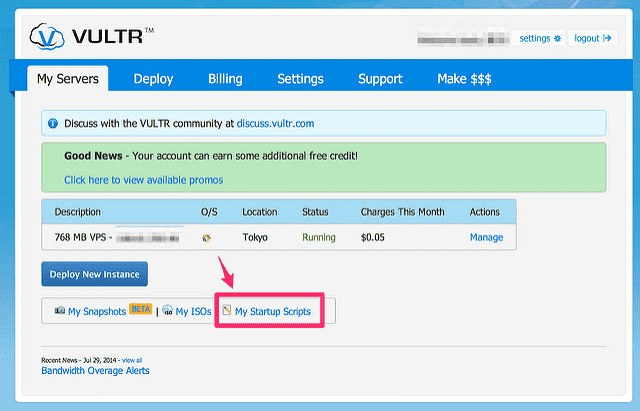 VULTR™
settings logout
My Servers Deploy Billing Settings Support Make $$$
Discuss with the VULTR community at discuss.vultr.com
Good News - Your account can earn some additional free credit!
Click here to view available promos
Description O/S Location Status Charges This Month Actions
768 MB VPS - Tokyo Running $0.05 Manage
Deploy New Instance
My Snapshots BETA | My ISOs My Startup Scripts
Recent News - Jul 29, 2014 - view all
Bandwidth Overage Alerts